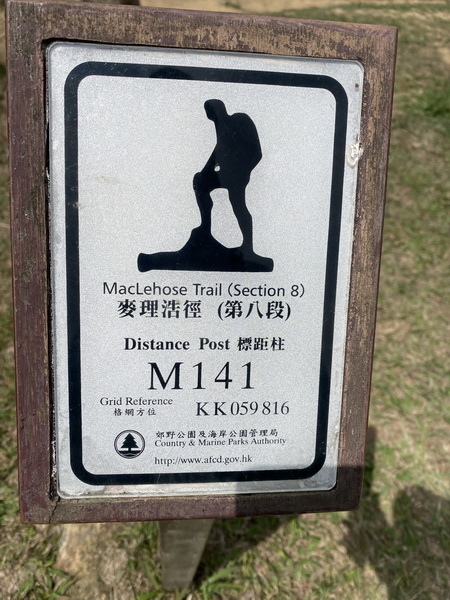 MacLehose Trail (Section 8)
麥理浩徑 (第八段)
Distance Post 標距柱
M141
Grid Reference KK059816
格網方位
郊野公園及海岸公園管理局
Country & Marine Parks Authority
http://www.afcd.gov.hk